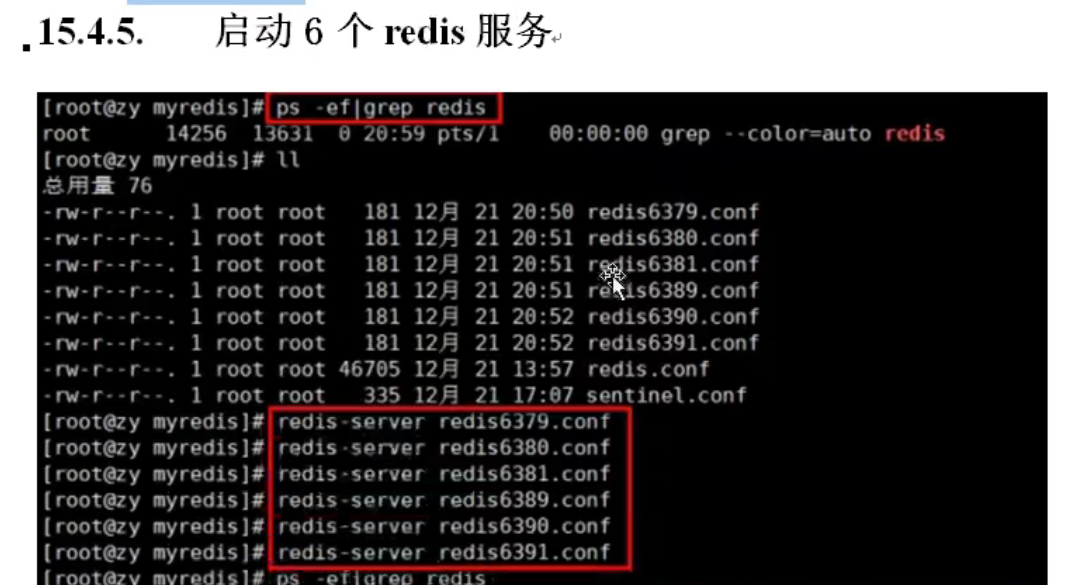 15.4.5. 启动 6 个 redis 服务
[root@zy myredis]# ps -ef|grep redis
root 14256 13631 0 20:59 pts/1 00:00:00 grep --color=auto redis
[root@zy myredis]# ll
总用量 76
-rw-r--r--. 1 root root 181 12月 21 20:50 redis6379.conf
-rw-r--r--. 1 root root 181 12月 21 20:51 redis6380.conf
-rw-r--r--. 1 root root 181 12月 21 20:51 redis6381.conf
-rw-r--r--. 1 root root 181 12月 21 20:51 redis6389.conf
-rw-r--r--. 1 root root 181 12月 21 20:52 redis6390.conf
-rw-r--r--. 1 root root 181 12月 21 20:52 redis6391.conf
-rw-r--r--. 1 root root 46705 12月 21 13:57 redis.conf
-rw-r--r--. 1 root root 335 12月 21 17:07 sentinel.conf
[root@zy myredis]# redis-server redis6379.conf
[root@zy myredis]# redis-server redis6380.conf
[root@zy myredis]# redis-server redis6381.conf
[root@zy myredis]# redis-server redis6389.conf
[root@zy myredis]# redis-server redis6390.conf
[root@zy myredis]# redis-server redis6391.conf
[root@zy myredis]# ps -ef|grep redis